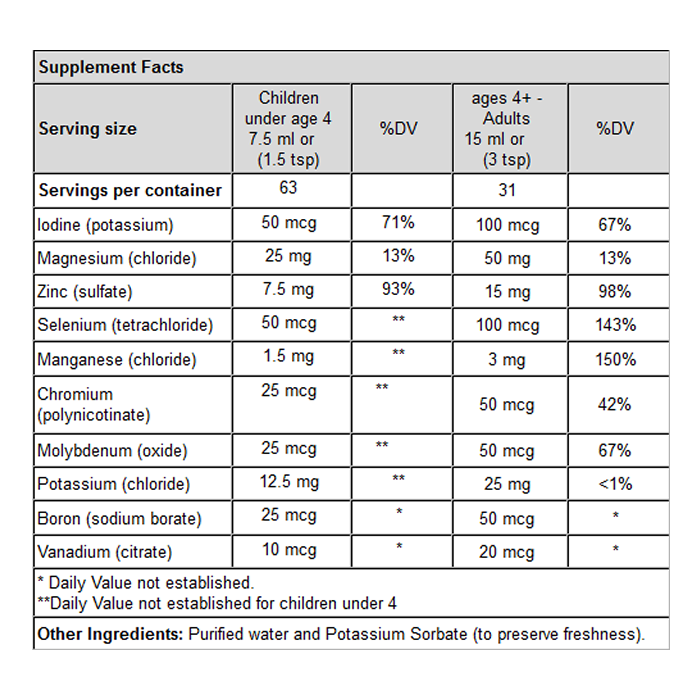 Supplement Facts
Serving size
Children
under age 4
7.5 ml or
(1.5 tsp)
%DV
ages 4+ -
Adults
15 ml or
(3 tsp)
%DV
Servings per container 63 31
Iodine (potassium) 50 mcg 71% 100 mcg 67%
Magnesium (chloride) 25 mg 13% 50 mg 13%
Zinc (sulfate) 7.5 mg 93% 15 mg 98%
Selenium (tetrachloride) 50 mcg ** 100 mcg 143%
Manganese (chloride) 1.5 mg ** 3 mg 150%
Chromium
(polynicotinate) 25 mcg ** 50 mcg 42%
Molybdenum (oxide) 25 mcg ** 50 mcg 67%
Potassium (chloride) 12.5 mg ** 25 mg <1%
Boron (sodium borate) 25 mcg * 50 mcg *
Vanadium (citrate) 10 mcg * 20 mcg *
* Daily Value not established.
**Daily Value not established for children under 4
Other Ingredients: Purified water and Potassium Sorbate (to preserve freshness).